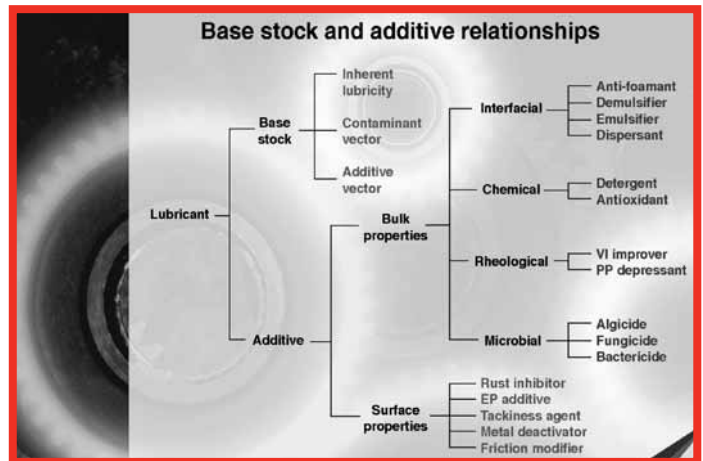 Base stock and additive relationships
Inherent
lubricity
Base
stock
Contaminant
vector
Additive
vector
Lubricant
Additive
Bulk
properties
Interfacial
Anti-foamant
Demulsifier
Emulsifier
Dispersant
Chemical
Detergent
Antioxidant
Rheological
VI improver
PP depressant
Microbial
Algicide
Fungicide
Bactericide
Surface
properties
Rust inhibitor
EP additive
Tackiness agent
Metal deactivator
Friction modifier